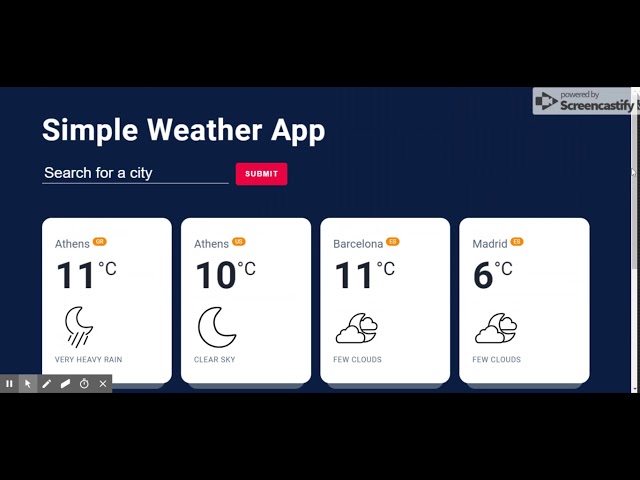 powered by
Screencastify
Simple Weather App
Search for a city
SUBMIT
Athens GR
11°C
VERY HEAVY RAIN
Athens US
10°C
CLEAR SKY
Barcelona ES
11°C
FEW CLOUDS
Madrid ES
6°C
FEW CLOUDS